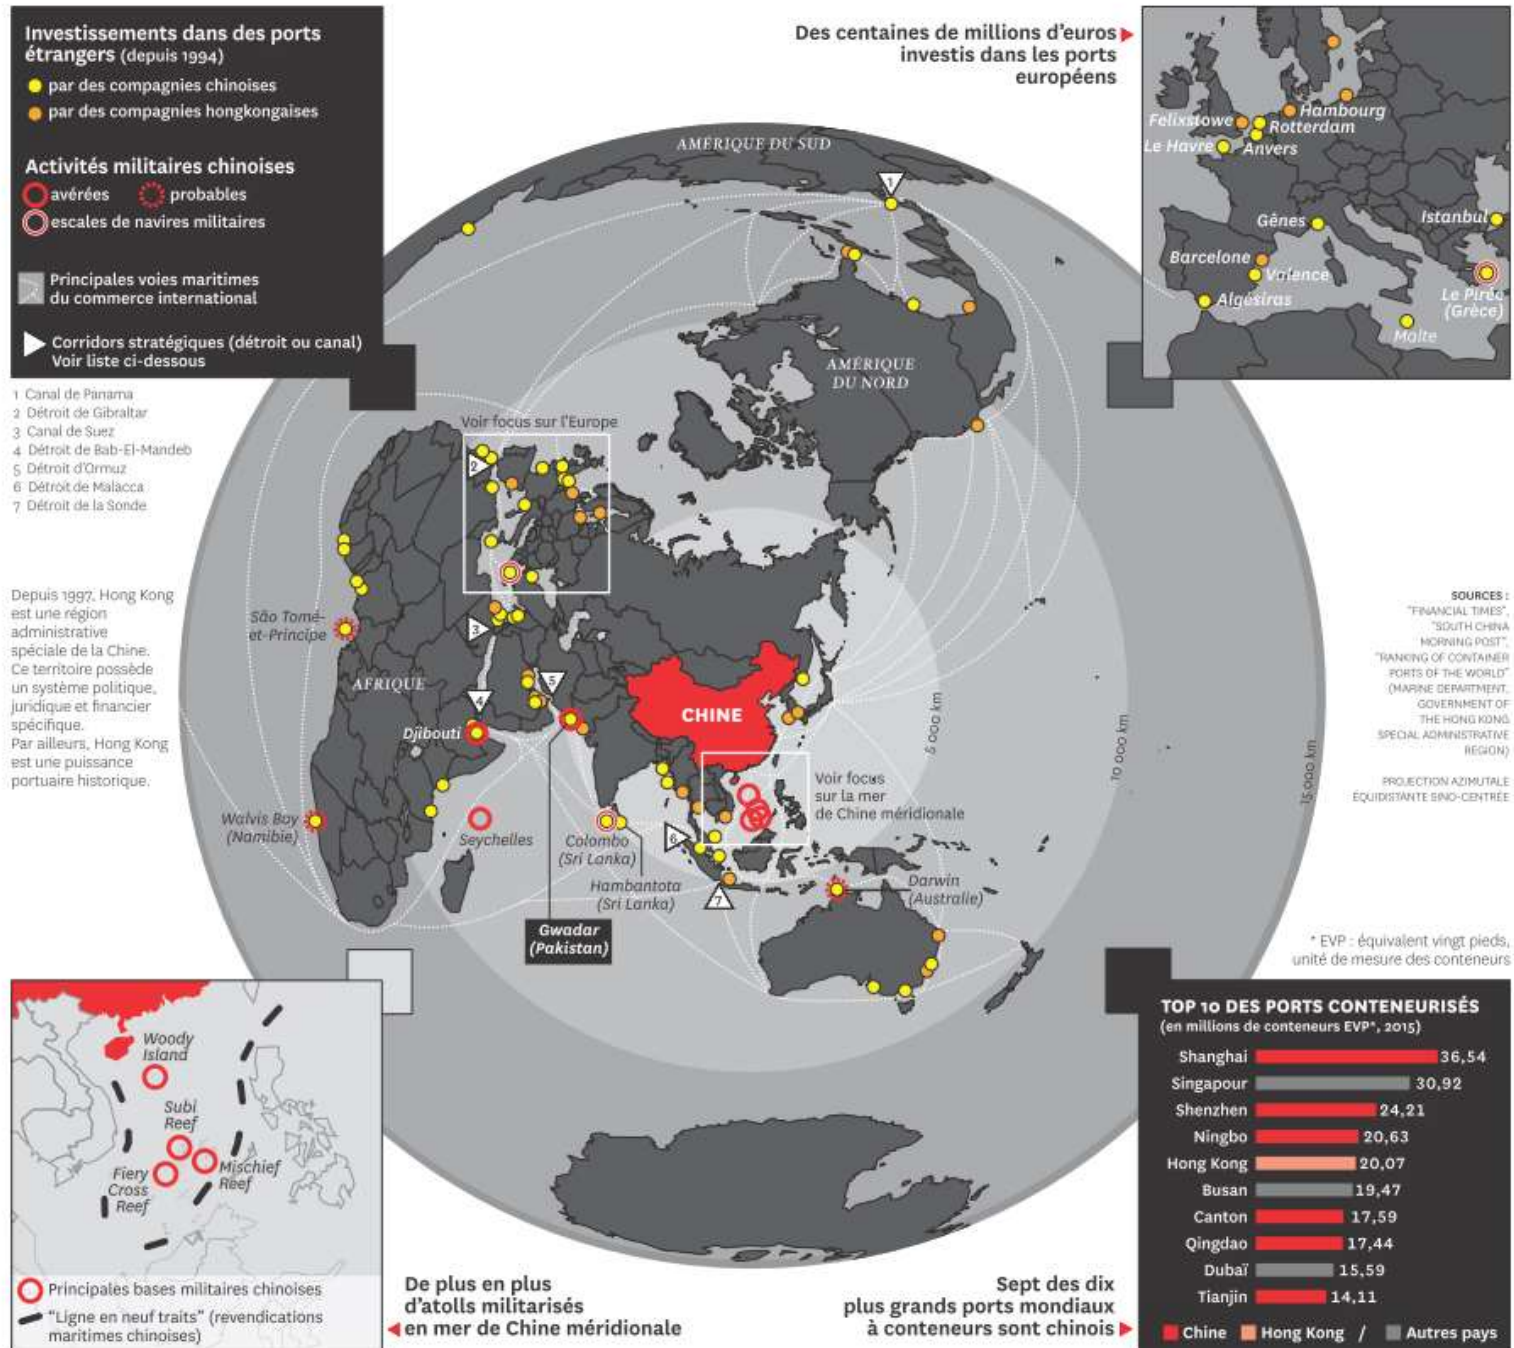 Investissements dans des ports
étrangers (depuis 1994)
par des compagnies chinoises
par des compagnies hongkongaises
Activités militaires chinoises
avérées
probables
escales de navires militaires
Principales voies maritimes
du commerce international
Corridors stratégiques (détroit ou canal)
Voir liste ci-dessous
1 Canal de Panama
2 Détroit de Gibraltar
3 Canal de Suez
4 Détroit de Bab-El-Mandeb
5 Détroit d'Ormuz
6 Détroit de Malacca
7 Détroit de la Sonde
Depuis 1997, Hong Kong
est une région
administrative
spéciale de la Chine.
Ce territoire possède
un système politique,
juridique et financier
spécifique.
Par ailleurs, Hong Kong
est une puissance
portuaire historique.
Des centaines de millions d'euros
investis dans les ports
européens
Felixstowe
Hambourg
Rotterdam
Le Havre
Anvers
Gênes
Istanbul
Barcelone
Valence
Algésiras
Le Pirée
(Grèce)
Malte
AMÉRIQUE DU SUD
1
AMÉRIQUE
DU NORD
Voir focus sur l'Europe
2
3
São Tomé-
et-Principe
AFRIQUE
5
4
Djibouti
CHINE
5 000 km
10 000 km
15 000 km
Voir focus
sur la mer
de Chine méridionale
Walvis Bay
(Namibie)
Seychelles
Colombo
(Sri Lanka)
6
Hambantota
(Sri Lanka)
7
Darwin
(Australie)
Gwadar
(Pakistan)
SOURCES :
"FINANCIAL TIMES",
"SOUTH CHINA
MORNING POST",
"RANKING OF CONTAINER
PORTS OF THE WORLD"
(MARINE DEPARTMENT,
GOVERNMENT OF
THE HONG KONG
SPECIAL ADMINISTRATIVE
REGION)
PROJECTION AZIMUTALE
ÉQUIDISTANTE SINO-CENTRÉE
* EVP : équivalent vingt pieds,
unité de mesure des conteneurs
Woody
Island
Subi
Reef
Fiery
Cross
Reef
Mischief
Reef
Principales bases militaires chinoises
"Ligne en neuf traits" (revendications
maritimes chinoises)
De plus en plus
d'atolls militarisés
en mer de Chine méridionale
Sept des dix
plus grands ports mondiaux
à conteneurs sont chinois
TOP 10 DES PORTS CONTENEURISÉS
(en millions de conteneurs EVP*, 2015)
Shanghai 36,54
Singapour 30,92
Shenzhen 24,21
Ningbo 20,63
Hong Kong 20,07
Busan 19,47
Canton 17,59
Qingdao 17,44
Dubaï 15,59
Tianjin 14,11
Chine Hong Kong / Autres pays